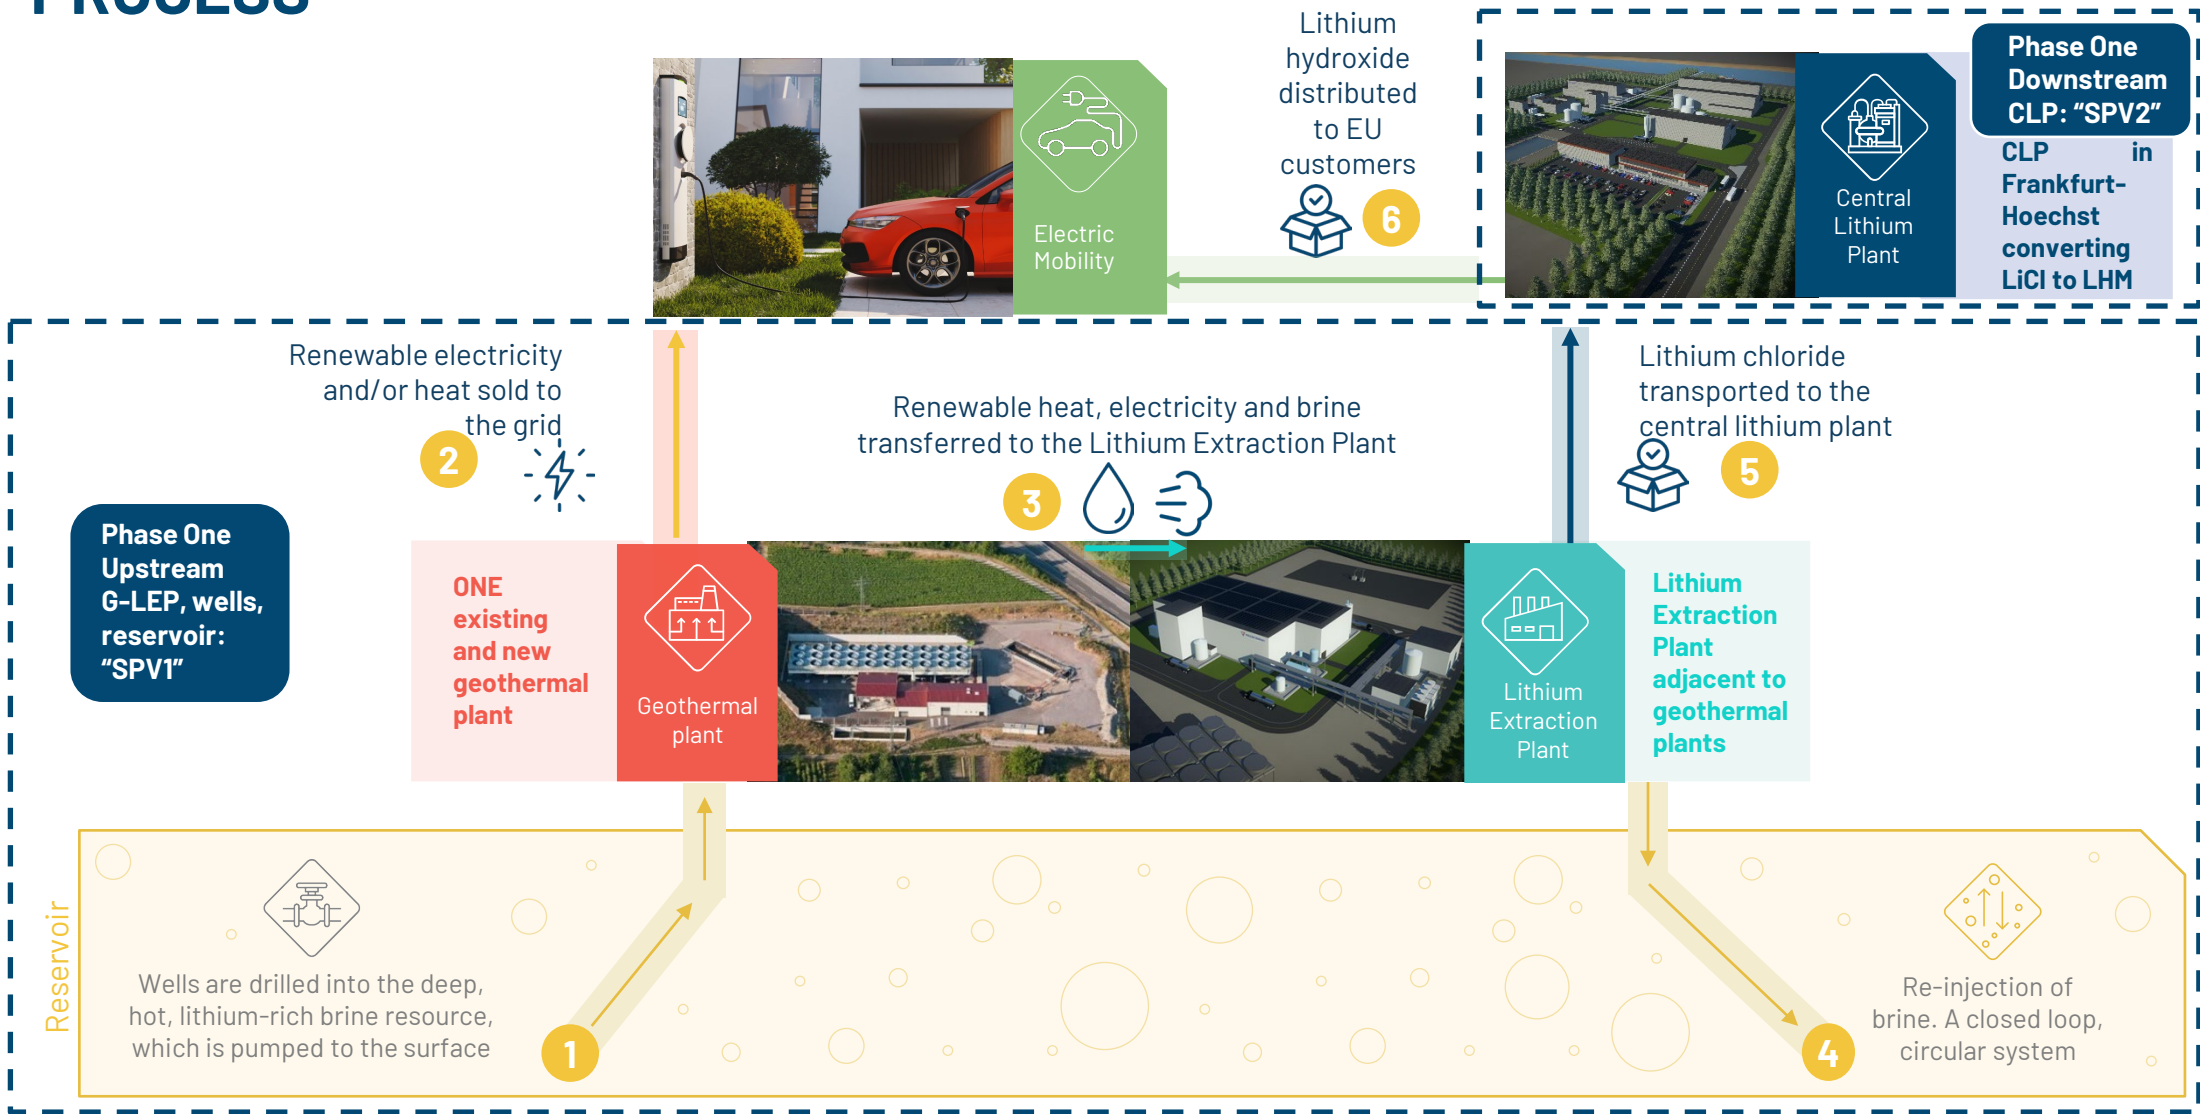 PROCESS
Lithium
hydroxide
distributed
to EU
customers
6
Electric
Mobility
Central
Lithium
Plant
Phase One
Downstream
CLP: “SPV2”
CLP in
Frankfurt-
Hoechst
converting
LiCl to LHM
Renewable electricity
and/or heat sold to
the grid
2
Renewable heat, electricity and brine
transferred to the Lithium Extraction Plant
3
Lithium chloride
transported to the
central lithium plant
5
Phase One
Upstream
G-LEP, wells,
reservoir:
“SPV1”
ONE
existing
and new
geothermal
plant
Geothermal
plant
Lithium
Extraction
Plant
Lithium
Extraction
Plant
adjacent to
geothermal
plants
Reservoir
Wells are drilled into the deep,
hot, lithium-rich brine resource,
which is pumped to the surface
1
4
Re-injection of
brine. A closed loop,
circular system